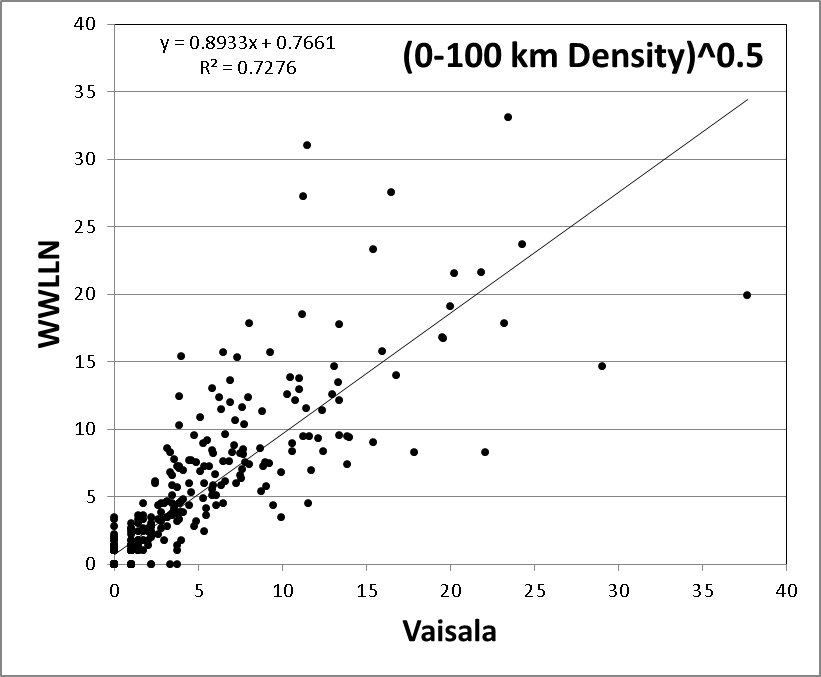 y = 0.8933x + 0.7661
R² = 0.7276
(0-100 km Density)^0.5
40
35
30
25
20
15
10
5
0
WWLLN
0 5 10 15 20 25 30 35 40
Vaisala